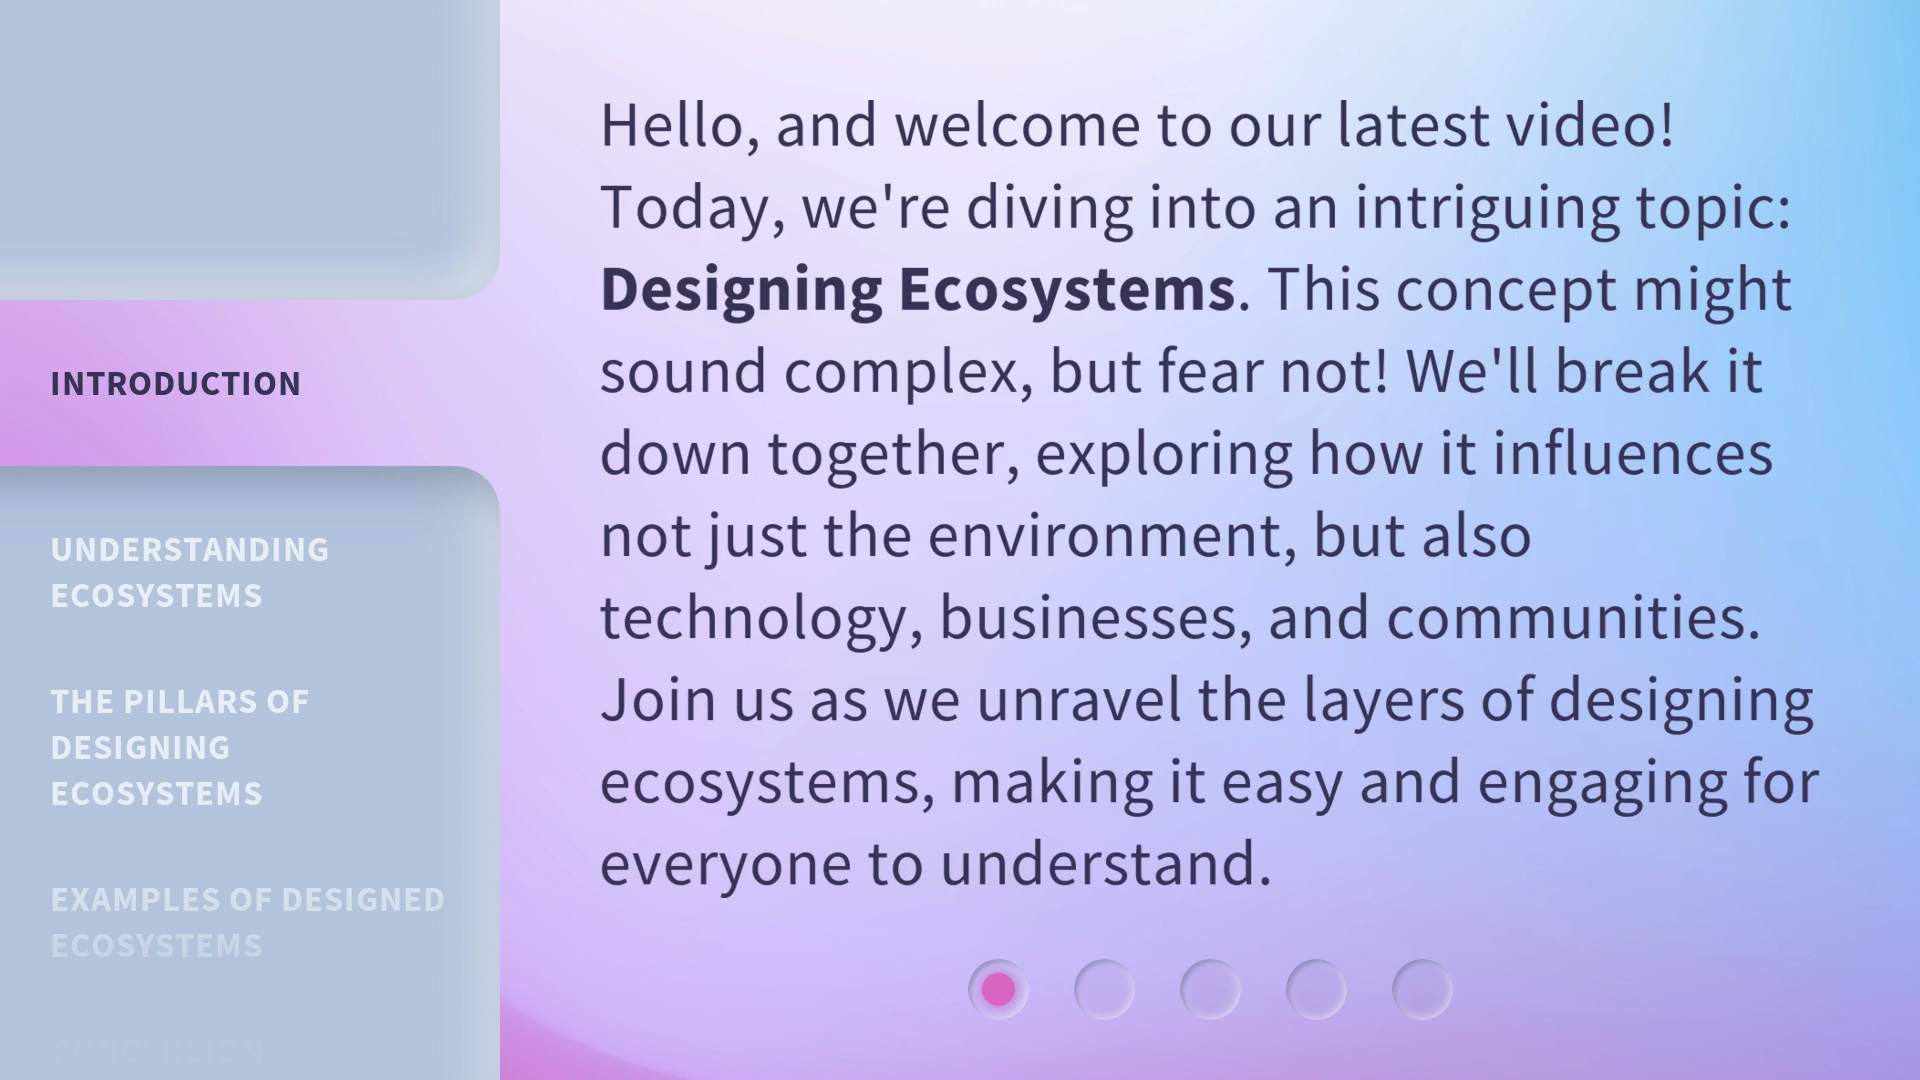 INTRODUCTION
UNDERSTANDING
ECOSYSTEMS
THE PILLARS OF
DESIGNING
ECOSYSTEMS
EXAMPLES OF DESIGNED
ECOSYSTEMS
CONCLUSION
Hello, and welcome to our latest video!
Today, we're diving into an intriguing topic:
Designing Ecosystems. This concept might
sound complex, but fear not! We'll break it
down together, exploring how it influences
not just the environment, but also
technology, businesses, and communities.
Join us as we unravel the layers of designing
ecosystems, making it easy and engaging for
everyone to understand.